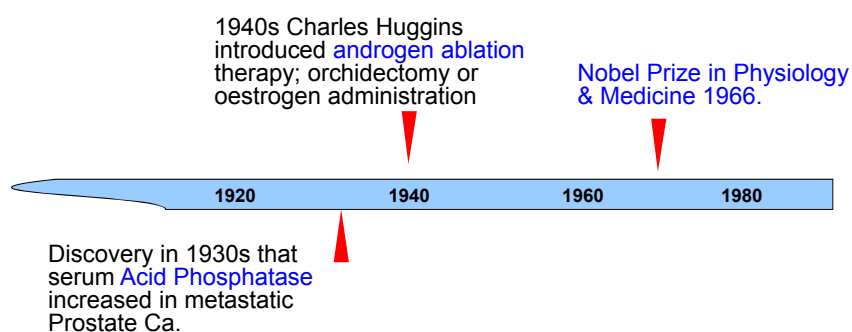 1940s Charles Huggins
introduced androgen ablation
therapy; orchidectomy or
oestrogen administration
Nobel Prize in Physiology
& Medicine 1966.
1920 1940 1960 1980
Discovery in 1930s that
serum Acid Phosphatase
increased in metastatic
Prostate Ca.